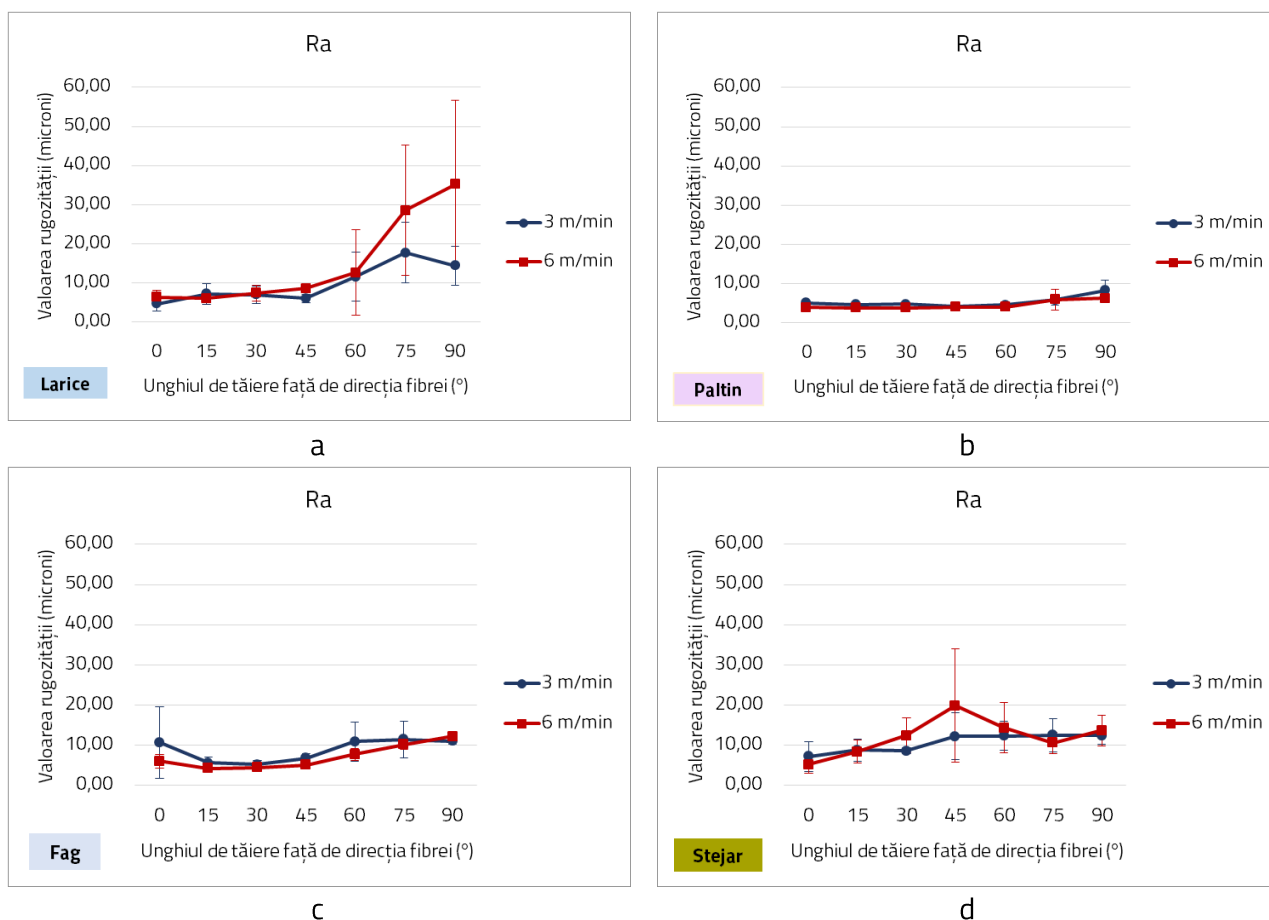 Ra
Valoarea rugozității (microni)
60,00
50,00
40,00
30,00
20,00
10,00
0,00
3 m/min
6 m/min
0 15 30 45 60 75 90
Larice
Unghiul de tăiere față de direcția fibrei (°)
a
Ra
Valoarea rugozității (microni)
60,00
50,00
40,00
30,00
20,00
10,00
0,00
3 m/min
6 m/min
0 15 30 45 60 75 90
Paltin
Unghiul de tăiere față de direcția fibrei (°)
b
Ra
Valoarea rugozității (microni)
60,00
50,00
40,00
30,00
20,00
10,00
0,00
3 m/min
6 m/min
0 15 30 45 60 75 90
Fag
Unghiul de tăiere față de direcția fibrei (°)
c
Ra
Valoarea rugozității (microni)
60,00
50,00
40,00
30,00
20,00
10,00
0,00
3 m/min
6 m/min
0 15 30 45 60 75 90
Stejar
Unghiul de tăiere față de direcția fibrei (°)
d